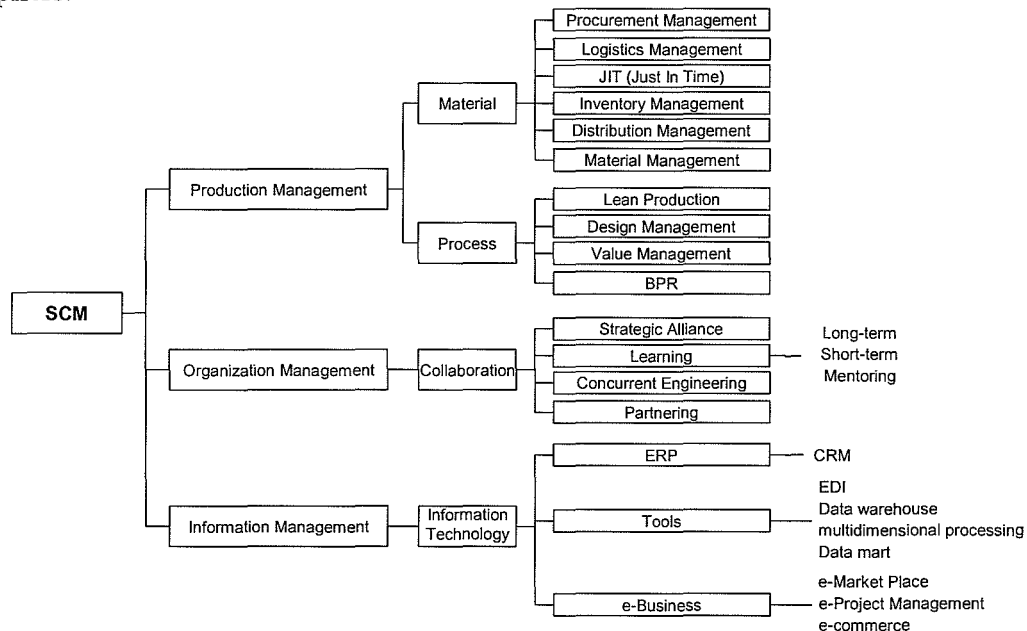 Procurement Management
Logistics Management
JIT (Just In Time)
Material
Inventory Management
Distribution Management
Material Management
Production Management
Lean Production
Design Management
Process
Value Management
BPR
SCM
Strategic Alliance
Long-term
Organization Management
Collaboration
Learning
Short-term
Concurrent Engineering
Mentoring
Partnering
ERP
CRM
EDI
Information Management
Information
Technology
Tools
Data warehouse
multidimensional processing
Data mart
e-Market Place
e-Business
e-Project Management
e-commerce